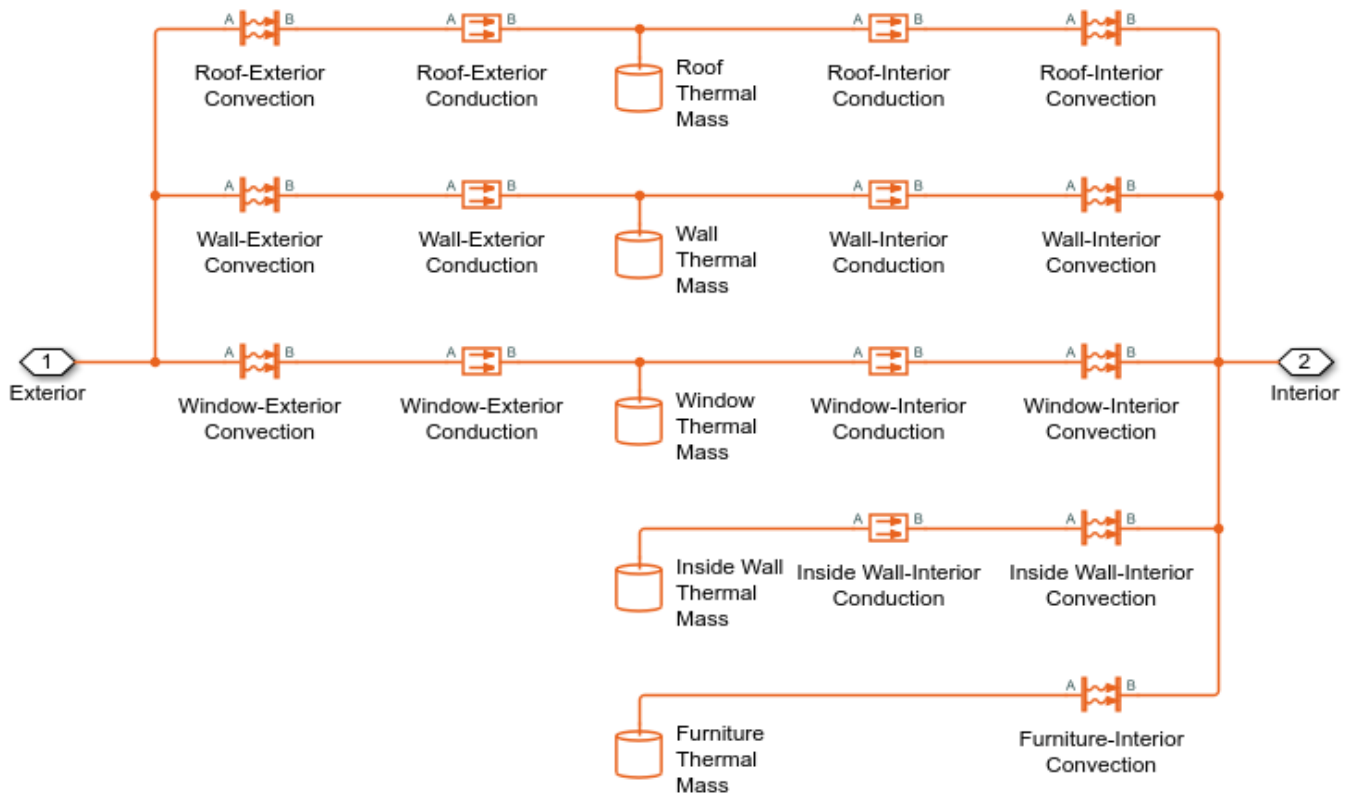 A B A B A B A B
Roof-Exterior
Convection
Roof-Exterior
Conduction
Roof
Thermal
Mass
Roof-Interior
Conduction
Roof-Interior
Convection
A B A B A B A B
Wall-Exterior
Convection
Wall-Exterior
Conduction
Wall
Thermal
Mass
Wall-Interior
Conduction
Wall-Interior
Convection
1
Exterior
A B A B A B A B
2
Interior
Window-Exterior
Convection
Window-Exterior
Conduction
Window
Thermal
Mass
Window-Interior
Conduction
Window-Interior
Convection
A B A B
Inside Wall
Thermal
Mass
Inside Wall-Interior
Conduction
Inside Wall-Interior
Convection
A B
Furniture
Thermal
Mass
Furniture-Interior
Convection